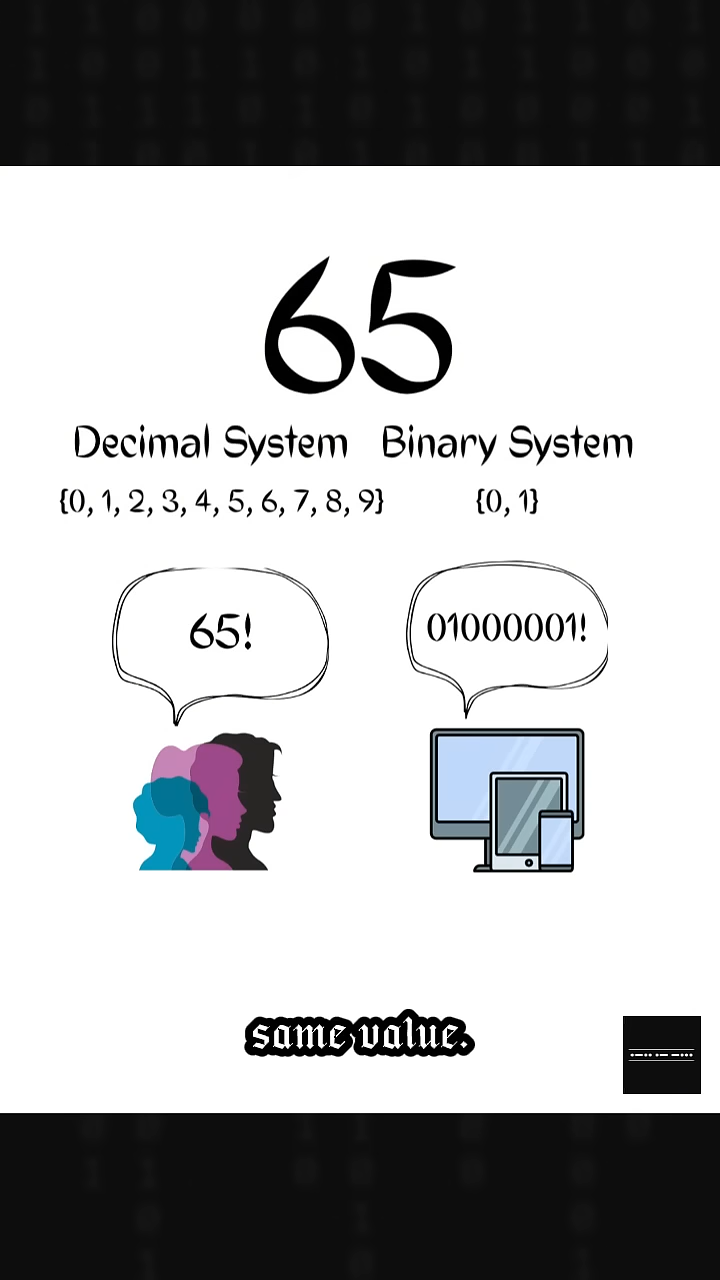 65
Decimal System Binary System
{0, 1, 2, 3, 4, 5, 6, 7, 8, 9} {0, 1}
65! 01000001!
same value.